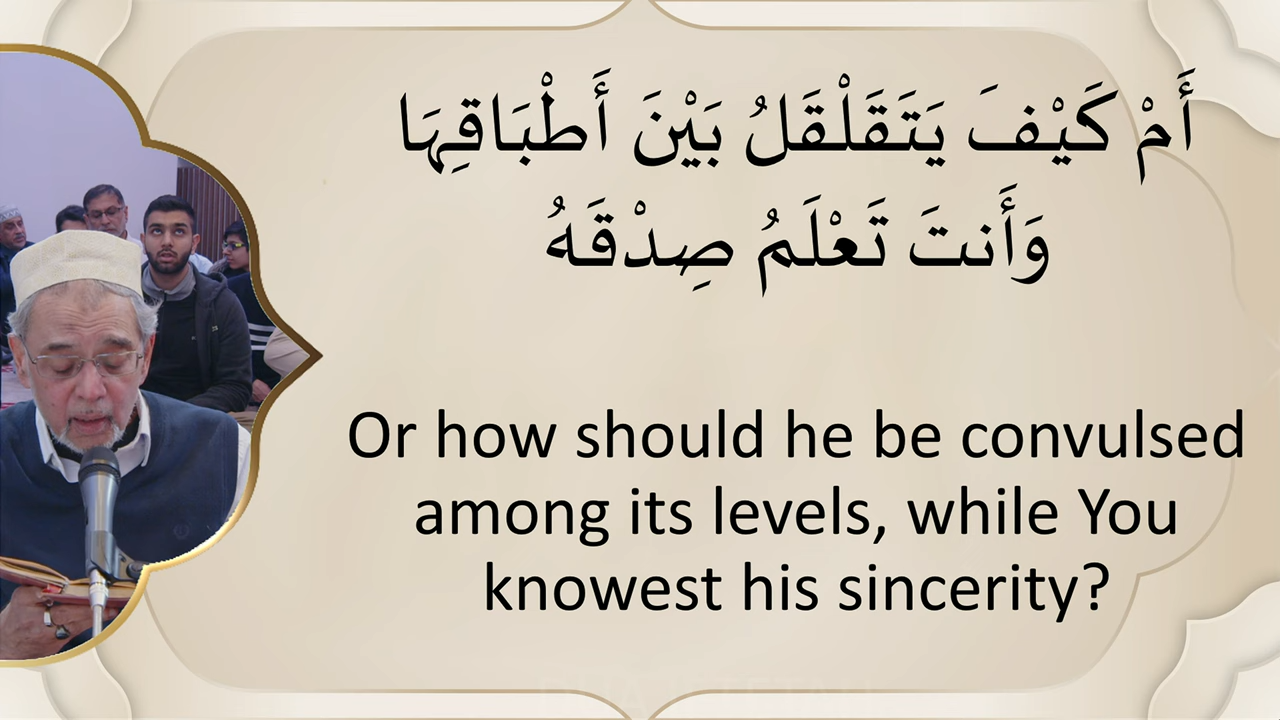 أَمْ كَيْفَ يَتَقَلْقَلُ بَيْنَ أَطْبَاقِهَا
وَأَنتَ تَعْلَمُ صِدْقَهُ
Or how should he be convulsed
among its levels, while You
knowest his sincerity?